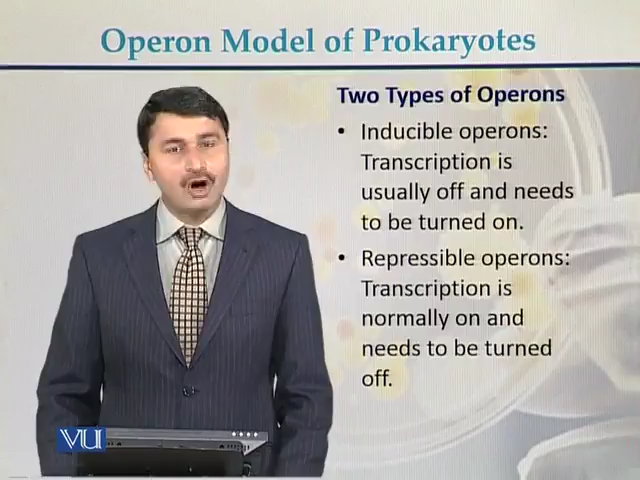 Operon Model of Prokaryotes
Two Types of Operons
• Inducible operons:
Transcription is
usually off and needs
to be turned on.
• Repressible operons:
Transcription is
normally on and
needs to be turned
off.
VU